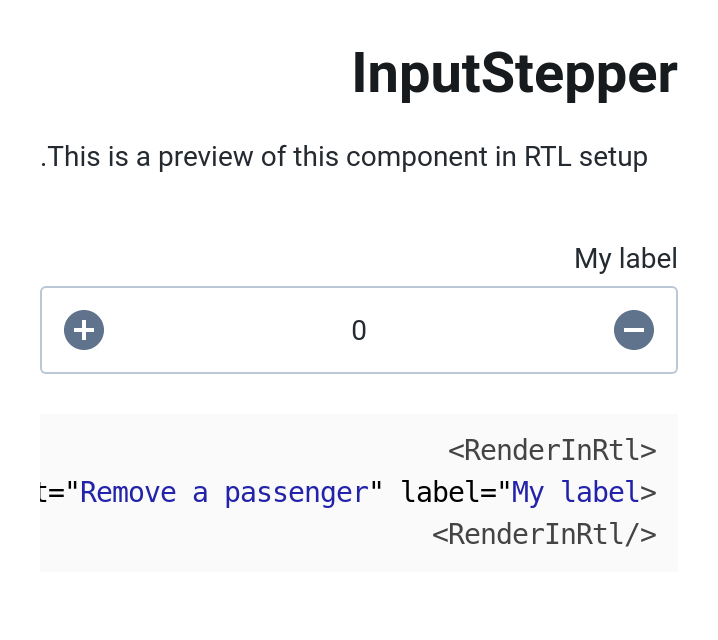 InputStepper
.This is a preview of this component in RTL setup
My label
0
<RenderInRtl>
t="Remove a passenger" label="My label>
<RenderInRtl/>